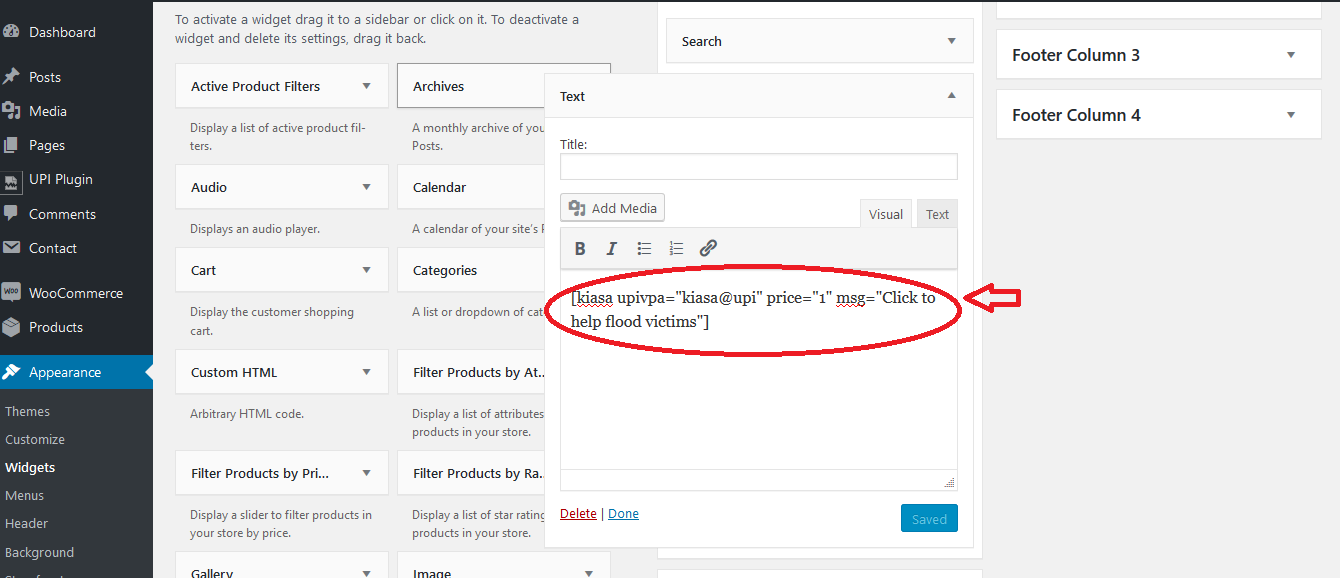 Dashboard
Posts
Media
Pages
UPI Plugin
Comments
Contact
WOO
WooCommerce
Products
Appearance
Themes
Customize
Widgets
Menus
Header
Background
To activate a widget drag it to a sidebar or click on it. To deactivate a
widget and delete its settings, drag it back.
Active Product Filters
Display a list of active product fil-
ters.
Audio
Displays an audio player.
Cart
Display the customer shopping
cart.
Custom HTML
Arbitrary HTML code.
Filter Products by Pri...
Display a slider to filter products in
your store by price.
Gallery
Archives
A monthly archive of you
Posts.
Calendar
A calendar of your site's
Categories
A list or dropdown of cat
Filter Products by At...
Display a list of attributes
products in your store.
Filter Products by Ra...
Display a list of star rating
products in your store.
Image
Search
Text
Title:
Add Media
Visual
Text
B I
[kiasa upivpa="kiasa@upi" price="1" msg="Click to
help flood victims"]
Delete | Done
Saved
Footer Column 3
Footer Column 4